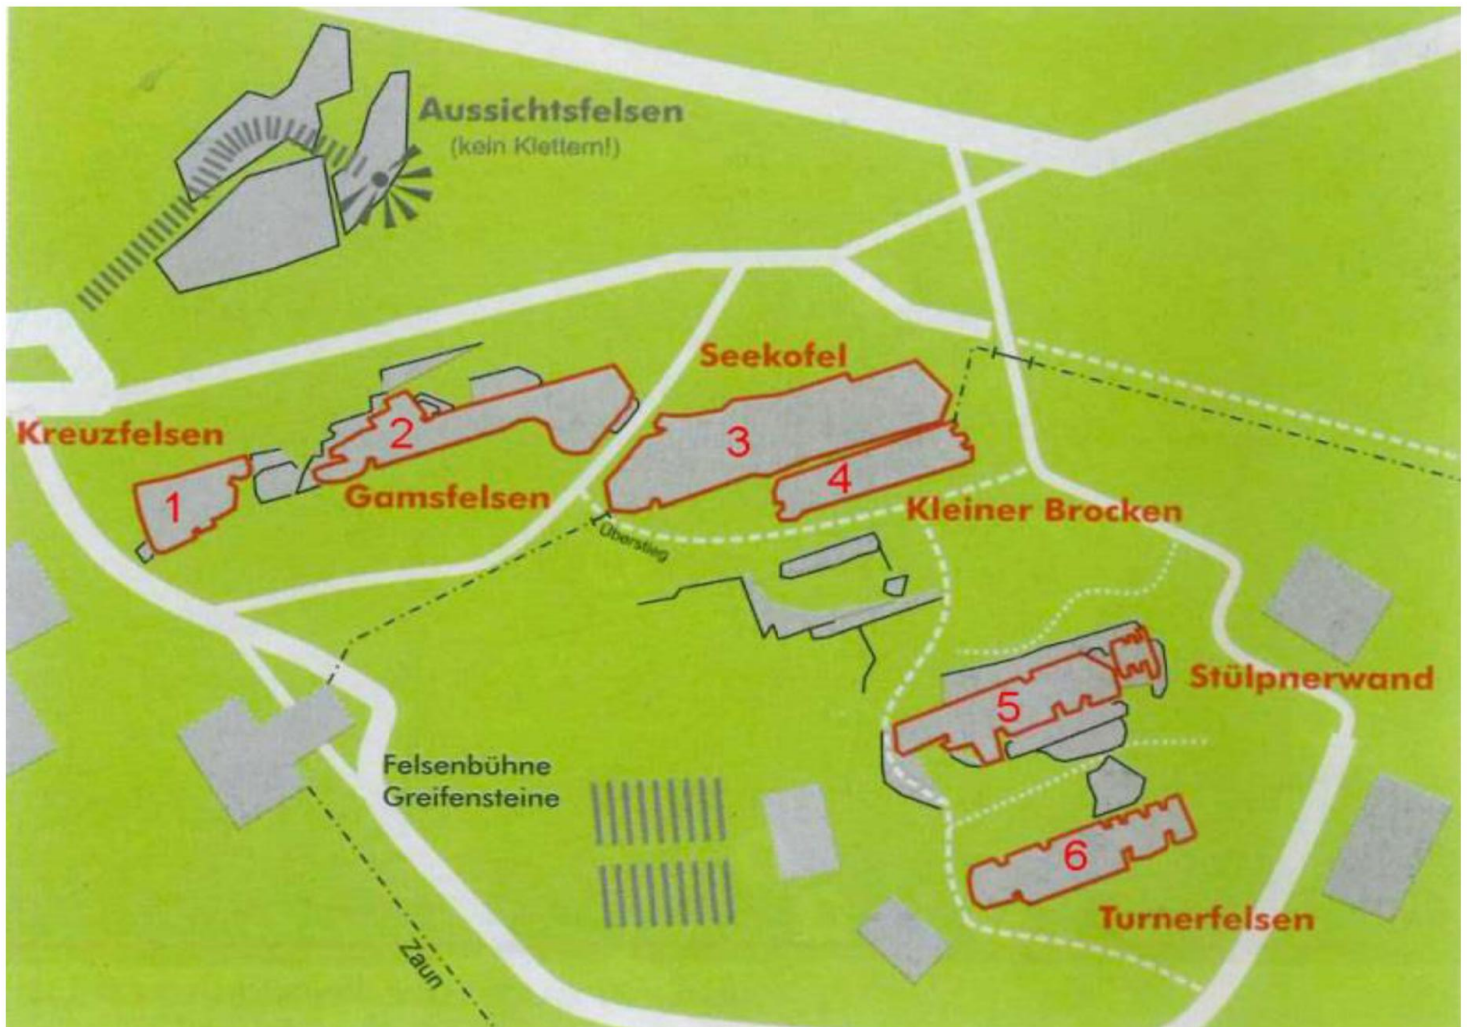 Aussichtsfelsen
(kein Klettern!)
Seekofel
Kreuzfelsen
2
3
1
Gamsfelsen
4
Kleiner Brocken
Überstieg
5
Stülpnerwand
Felsenbühne
Greifensteine
6
Turnerfelsen
Zaun